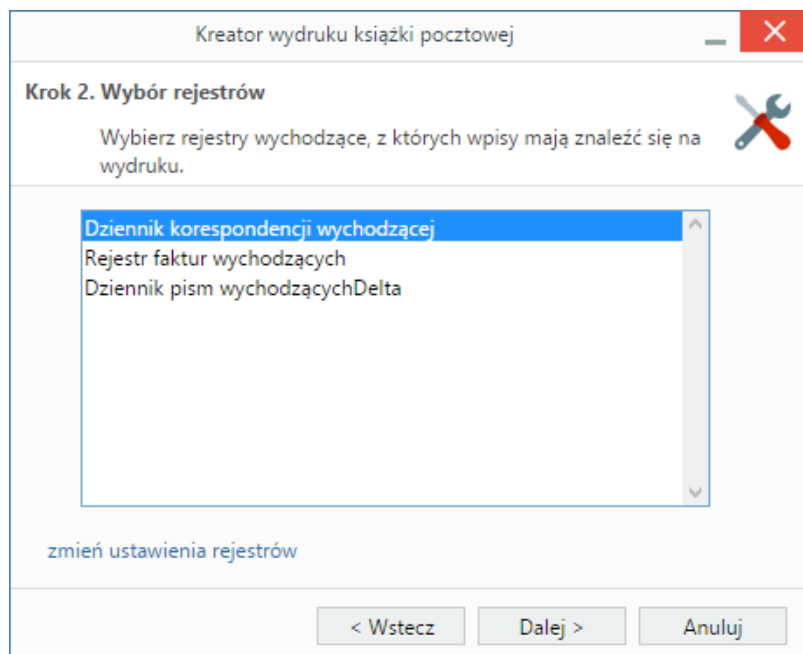 Kreator wydruku książki pocztowej
Krok 2. Wybór rejestrów
Wybierz rejestry wychodzące, z których wpisy mają znaleźć się na
wydruku.
Dziennik korespondencji wychodzącej
Rejestr faktur wychodzących
Dziennik pism wychodzącychDelta
zmień ustawienia rejestrów
< Wstecz Dalej > Anuluj